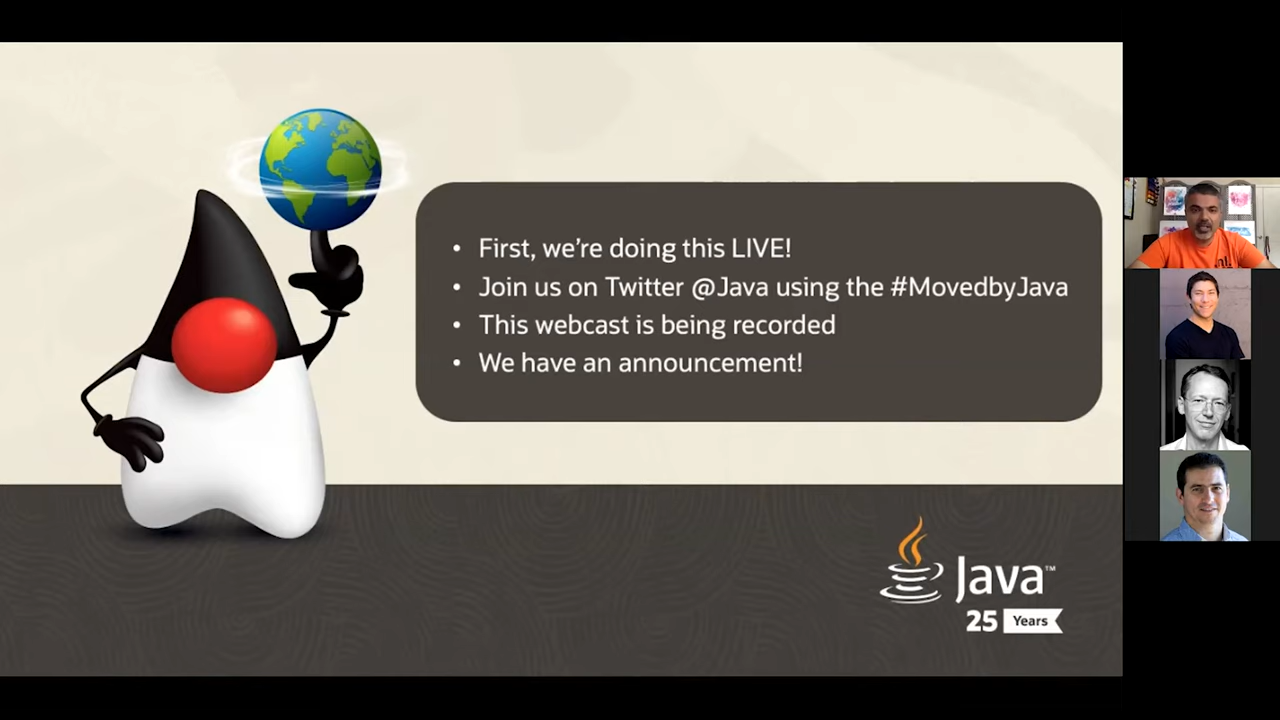 • First, we're doing this LIVE!
• Join us on Twitter @Java using the #MovedbyJava
• This webcast is being recorded
• We have an announcement!
Java™
25 Years